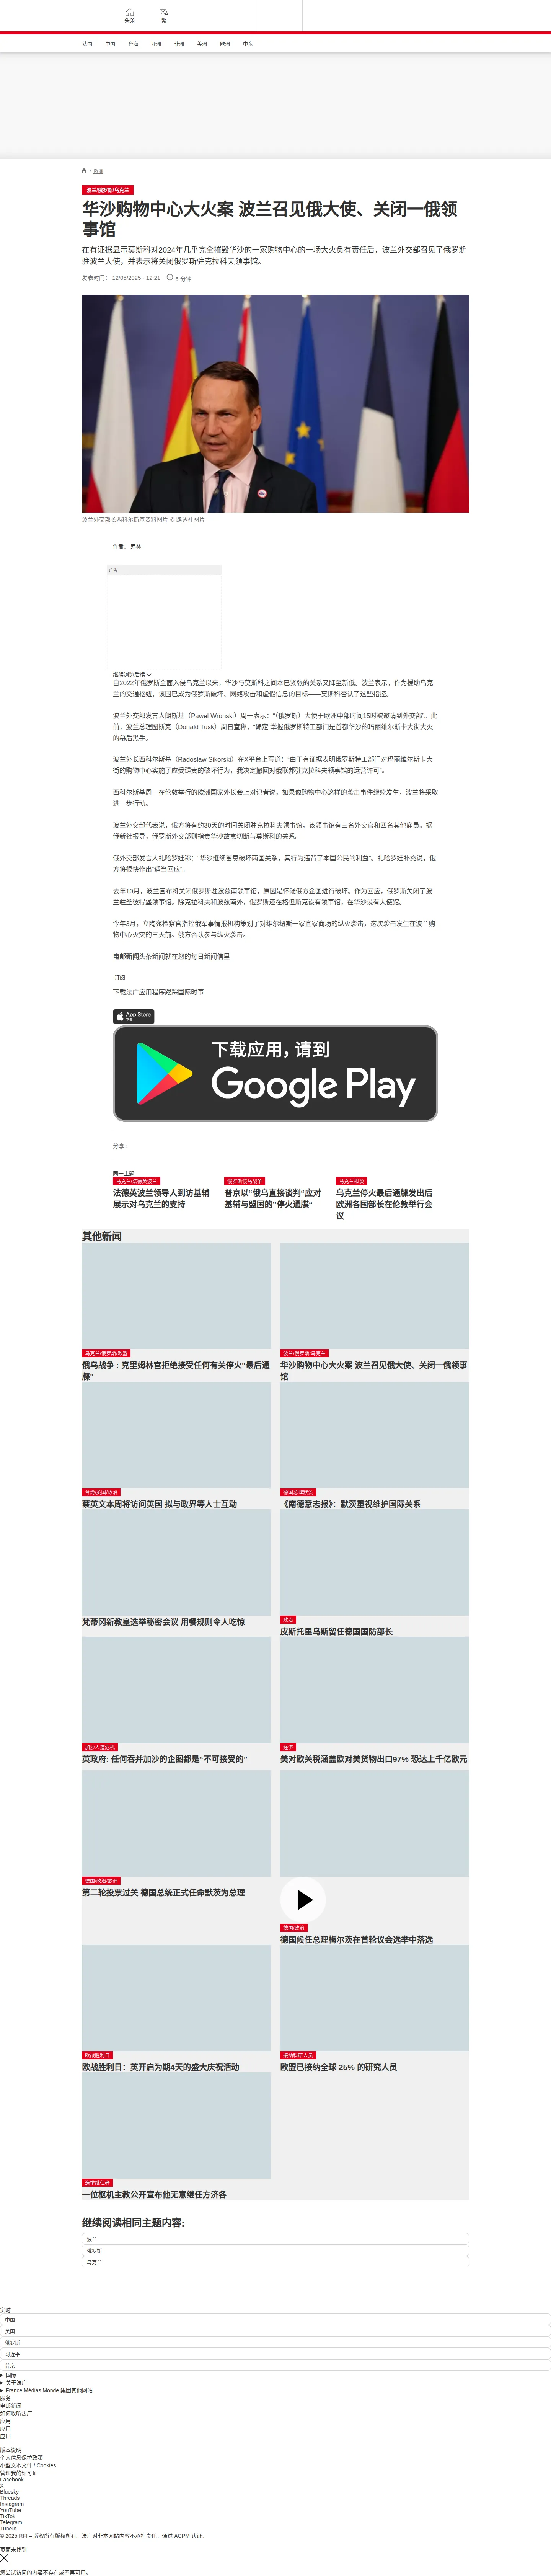 头条
繁
法国
中国
台海
亚洲
非洲
美洲
欧洲
中东
/ 欧洲
波兰/俄罗斯/乌克兰
华沙购物中心大火案 波兰召见俄大使、关闭一俄领
事馆
在有证据显示莫斯科对2024年几乎完全摧毁华沙的一家购物中心的一场大火负有责任后，波兰外交部召见了俄罗斯
驻波兰大使，并表示将关闭俄罗斯驻克拉科夫领事馆。
发表时间： 12/05/2025 - 12:21
5 分钟
波兰外交部长西科尔斯基资料图片 © 路透社图片
作者： 弗林
广告
继续浏览后续
自2022年俄罗斯全面入侵乌克兰以来，华沙与莫斯科之间本已紧张的关系又降至新低。波兰表示，作为援助乌克
兰的交通枢纽，该国已成为俄罗斯破坏、网络攻击和虚假信息的目标——莫斯科否认了这些指控。
波兰外交部发言人朗斯基（Pawel Wronski）周一表示：“（俄罗斯）大使于欧洲中部时间15时被邀请到外交部”。此
前，波兰总理图斯克（Donald Tusk）周日宣称，“确定”掌握俄罗斯特工部门是首都华沙的玛丽维尔斯卡大街大火
的幕后黑手。
波兰外长西科尔斯基（Radoslaw Sikorski）在X平台上写道：“由于有证据表明俄罗斯特工部门对玛丽维尔斯卡大
街的购物中心实施了应受谴责的破坏行为，我决定撤回对俄联邦驻克拉科夫领事馆的运营许可”。
西科尔斯基周一在伦敦举行的欧洲国家外长会上对记者说，如果像购物中心这样的袭击事件继续发生，波兰将采取
进一步行动。
波兰外交部代表说，俄方将有约30天的时间关闭驻克拉科夫领事馆，该领事馆有三名外交官和四名其他雇员。据
俄新社报导，俄罗斯外交部则指责华沙故意切断与莫斯科的关系。
俄外交部发言人扎哈罗娃称：“华沙继续蓄意破坏两国关系，其行为违背了本国公民的利益”。扎哈罗娃补充说，俄
方将很快作出“适当回应”。
去年10月，波兰宣布将关闭俄罗斯驻波兹南领事馆，原因是怀疑俄方企图进行破坏。作为回应，俄罗斯关闭了波
兰驻圣彼得堡领事馆。除克拉科夫和波兹南外，俄罗斯还在格但斯克设有领事馆，在华沙设有大使馆。
今年3月，立陶宛检察官指控俄军事情报机构策划了对维尔纽斯一家宜家商场的纵火袭击，这次袭击发生在波兰购
物中心火灾的三天前。俄方否认参与纵火袭击。
电邮新闻头条新闻就在您的每日新闻信里
订阅
下载法广应用程序跟踪国际时事
App Store
下载
下载应用，请到
Google Play
分享 :
同一主题
乌克兰/法德英波兰
法德英波兰领导人到访基辅
展示对乌克兰的支持
俄罗斯侵乌战争
普京以"俄乌直接谈判"应对
基辅与盟国的"停火通牒"
乌克兰和谈
乌克兰停火最后通牒发出后
欧洲各国部长在伦敦举行会
议
其他新闻
乌克兰/俄罗斯/欧盟
俄乌战争 : 克里姆林宫拒绝接受任何有关停火"最后通
牒"
波兰/俄罗斯/乌克兰
华沙购物中心大火案 波兰召见俄大使、关闭一俄领事
馆
台湾/英国/政治
蔡英文本周将访问英国 拟与政界等人士互动
德国总理默茨
《南德意志报》：默茨重视维护国际关系
梵蒂冈新教皇选举秘密会议 用餐规则令人吃惊
政治
皮斯托里乌斯留任德国国防部长
加沙人道危机
英政府: 任何吞并加沙的企图都是“不可接受的”
经济
美对欧关税涵盖欧对美货物出口97% 恐达上千亿欧元
德国/政治/欧洲
第二轮投票过关 德国总统正式任命默茨为总理
德国/政治
德国候任总理梅尔茨在首轮议会选举中落选
欧战胜利日
欧战胜利日：英开启为期4天的盛大庆祝活动
接纳科研人员
欧盟已接纳全球 25% 的研究人员
选举继任者
一位枢机主教公开宣布他无意继任方济各
继续阅读相同主题内容:
波兰
俄罗斯
乌克兰
实时
中国
美国
俄罗斯
习近平
普京
国际
关于法广
France Médias Monde 集团其他网站
服务
电邮新闻
如何收听法广
应用
应用
应用
版本说明
个人信息保护政策
小型文本文件 / Cookies
管理我的许可证
Facebook
X
Bluesky
Threads
Instagram
YouTube
TikTok
Telegram
TuneIn
© 2025 RFI – 版权所有版权所有。法广对非本网站内容不承担责任。通过 ACPM 认证。
页面未找到
您尝试访问的内容不存在或不再可用。